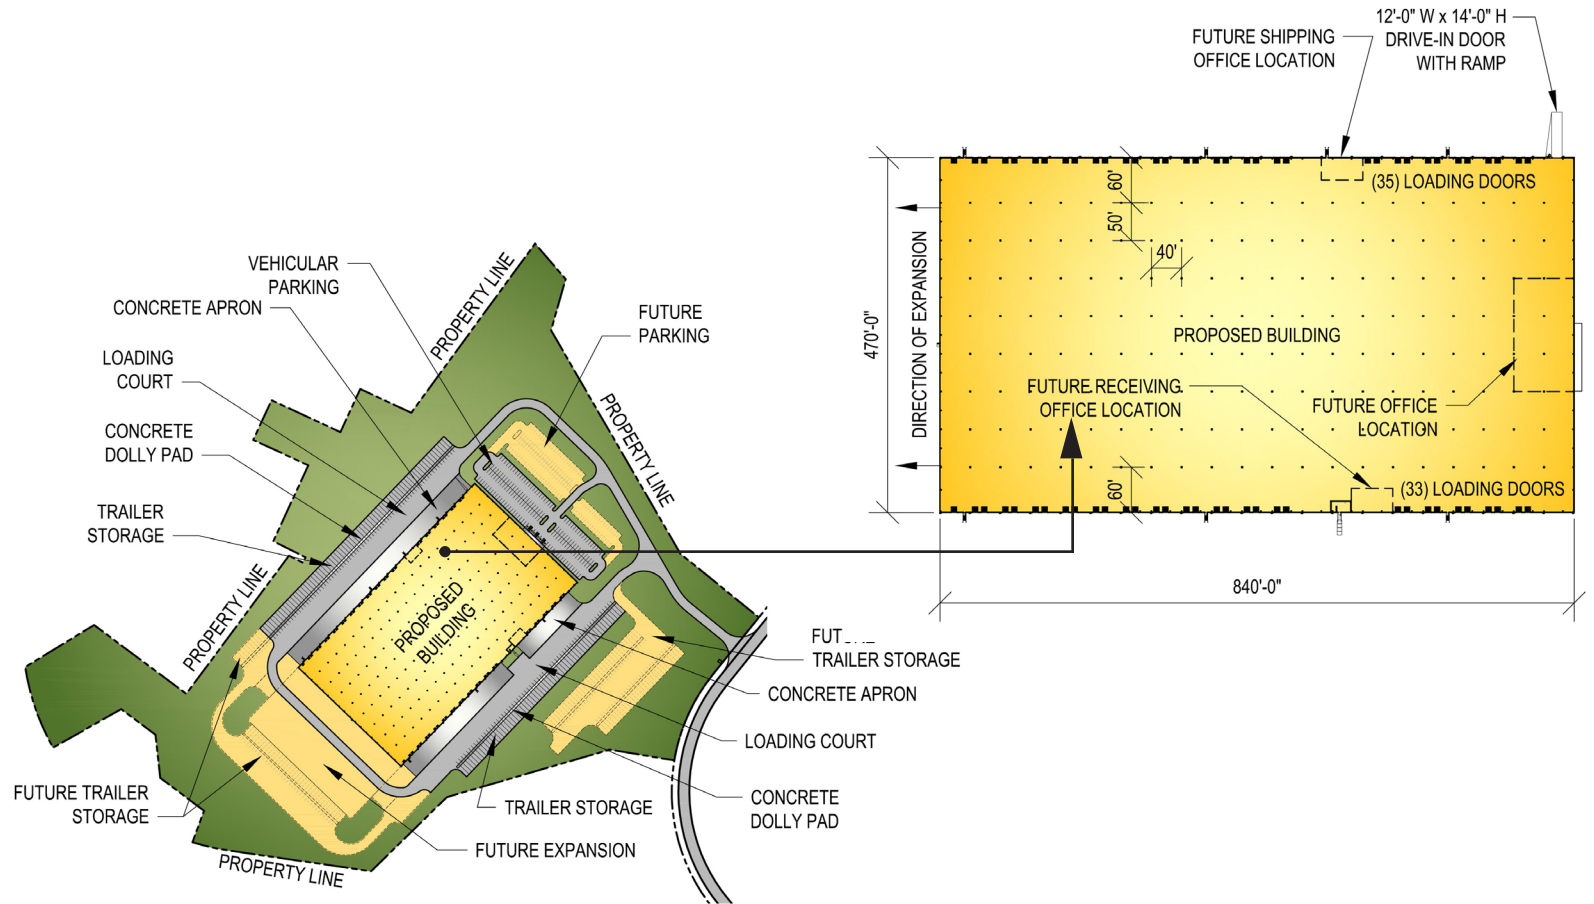 12'-0" W x 14'-0" H
DRIVE-IN DOOR
WITH RAMP
FUTURE SHIPPING
OFFICE LOCATION
(35) LOADING DOORS
60'
50'
40'
470'-0"
DIRECTION OF EXPANSION
PROPOSED BUILDING
FUTURE RECEIVING
OFFICE LOCATION
FUTURE OFFICE
LOCATION
60'
(33) LOADING DOORS
840'-0"
VEHICULAR
PARKING
CONCRETE APRON
LOADING
COURT
CONCRETE
DOLLY PAD
TRAILER
STORAGE
PROPERTY LINE
FUTURE
PARKING
PROPERTY LINE
PROPERTY LINE
PROPOSED
BUILDING
TRAILER STORAGE
CONCRETE APRON
LOADING COURT
CONCRETE
DOLLY PAD
TRAILER STORAGE
FUTURE EXPANSION
FUTURE TRAILER
STORAGE
PROPERTY LINE